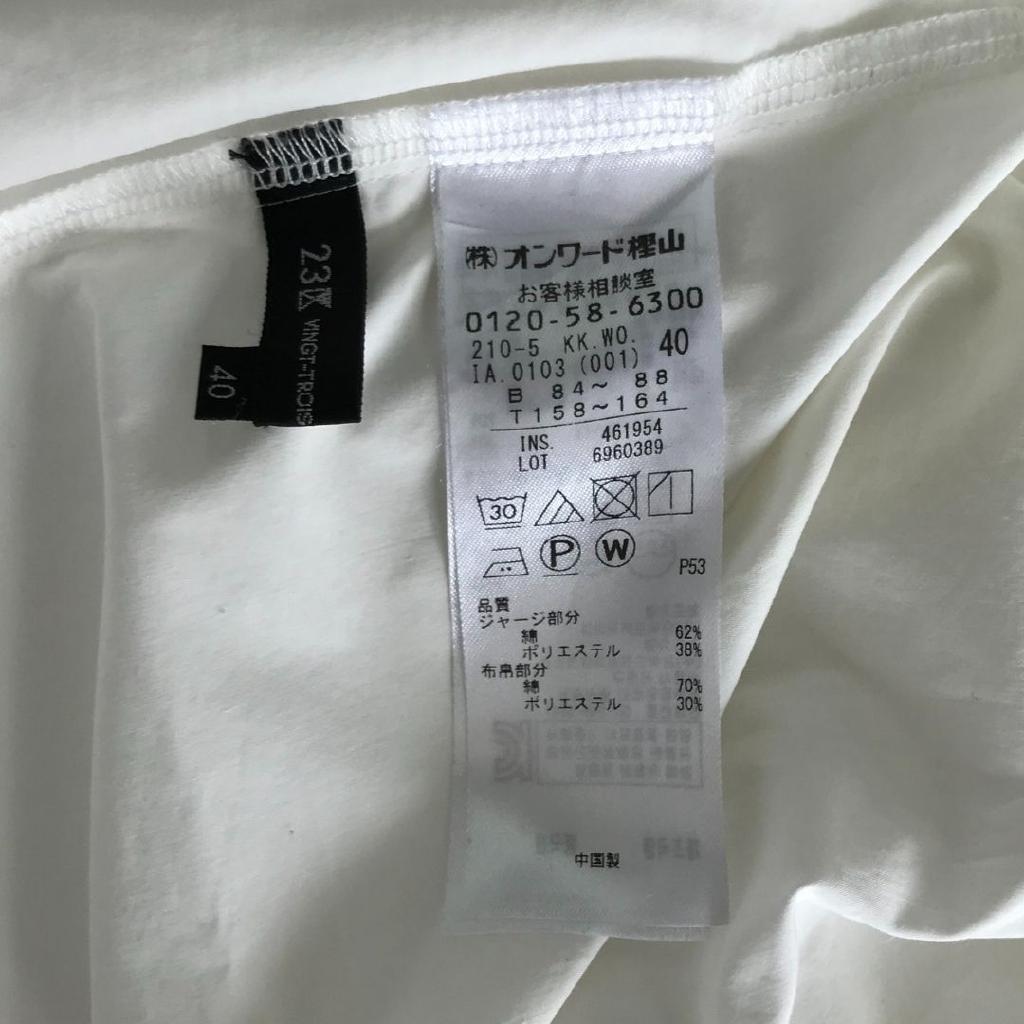 23区 VINGT-TROIS
40
(株)オンワード樫山
お客様相談室
0120-58-6300
210-5 KK.WO. 40
IA.0103 (001)
B 84～ 88
T 158～164
INS. 461954
LOT 6960389
30
P W
P53
品質
ジャージ部分
綿 62%
ポリエステル 38%
布帛部分
綿 70%
ポリエステル 30%
中国製